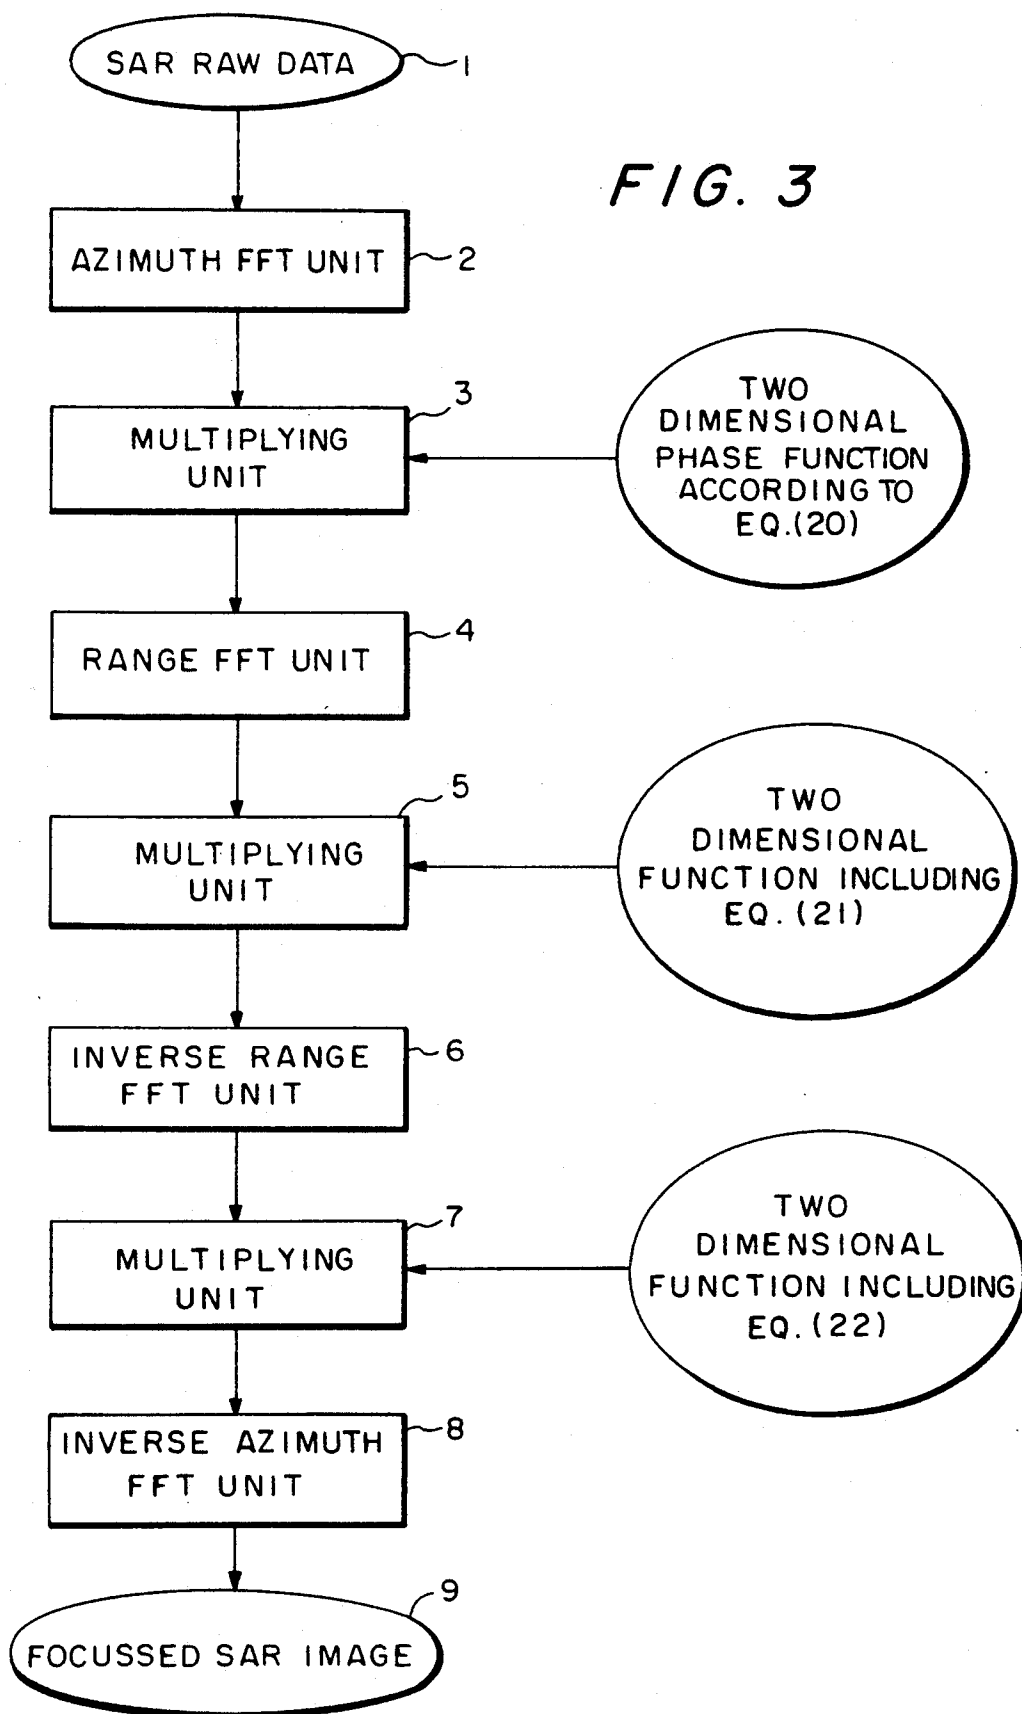 SAR RAW DATA
1
FIG. 3
AZIMUTH FFT UNIT
2
3
MULTIPLYING
UNIT
TWO
DIMENSIONAL
PHASE FUNCTION
ACCORDING TO
EQ.(20)
4
RANGE FFT UNIT
5
MULTIPLYING
UNIT
TWO
DIMENSIONAL
FUNCTION INCLUDING
EQ. (21)
INVERSE RANGE
FFT UNIT
6
7
MULTIPLYING
UNIT
TWO
DIMENSIONAL
FUNCTION INCLUDING
EQ. (22)
INVERSE AZIMUTH
FFT UNIT
8
9
FOCUSSED SAR IMAGE